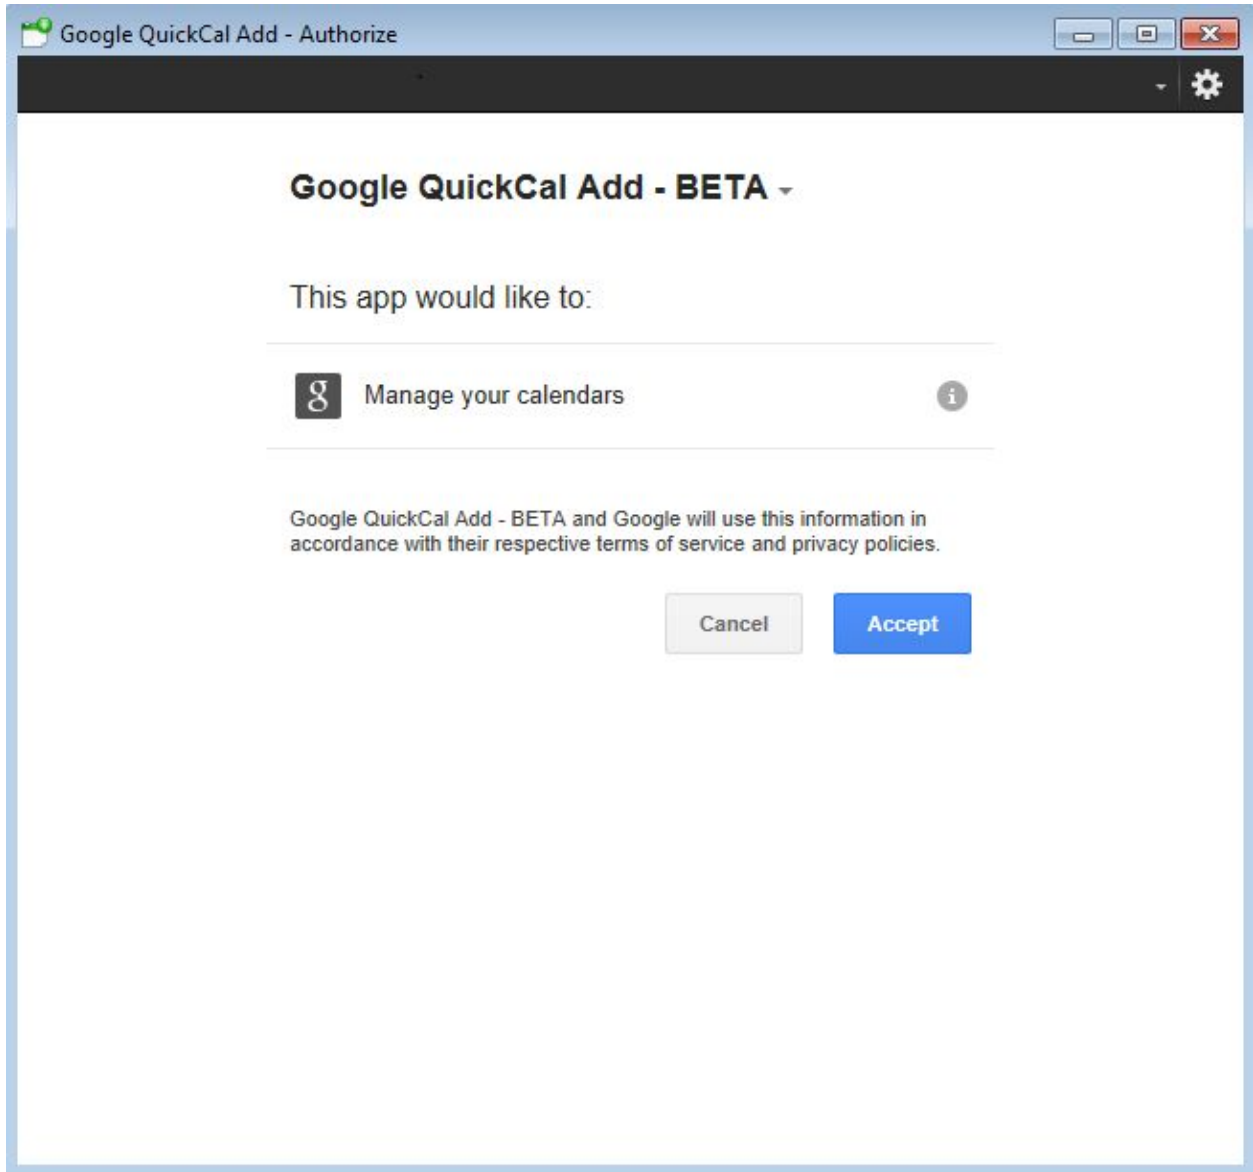 Google QuickCal Add - Authorize
Google QuickCal Add - BETA
This app would like to:
g Manage your calendars i
Google QuickCal Add - BETA and Google will use this information in
accordance with their respective terms of service and privacy policies.
Cancel Accept